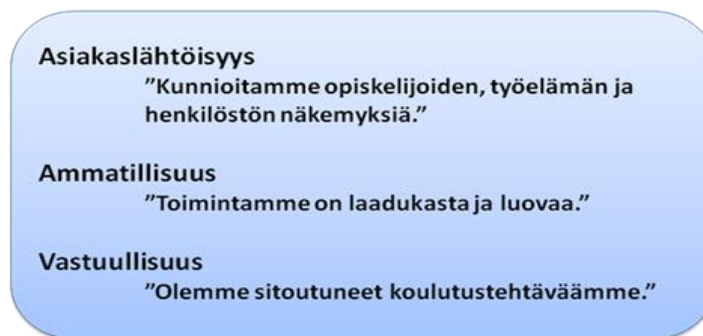 Asiakaslähtöisyys
”Kunnioitamme opiskelijoiden, työelämän ja
henkilöstön näkemyksiä.”
Ammatillisuus
”Toimintamme on laadukasta ja luovaa.”
Vastuullisuus
”Olemme sitoutuneet koulutustehtäväämme.”